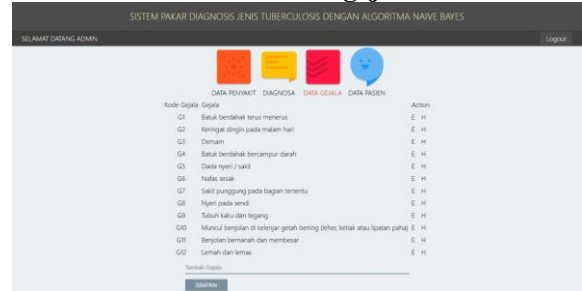 SISTEM PAKAR DIAGNOSIS JENIS TUBERCULOSIS DENGAN ALGORITMA NAIVE BAYES
SELAMAT DATANG ADMIN Logout
DATA PENYAKIT DIAGNOSA DATA GEJALA DATA PASIEN
Kode Gejala Gejala Action
G1 Batuk berdahak terus menerus E H
G2 Keringat dingin pada malam hari E H
G3 Demam E H
G4 Batuk berdahak bercampur darah E H
G5 Dada nyeri / sakit E H
G6 Nafas sesak E H
G7 Sakit punggung pada bagian tertentu E H
G8 Nyeri pada sendi E H
G9 Tubuh kaku dan tegang E H
G10 Muncul benjolan di kelenjar getah bening (leher, ketiak atau lipatan paha) E H
G11 Benjolan bernanah dan membesar E H
G12 Lemah dan lemas E H
Tambah Gejala
SIMPAN